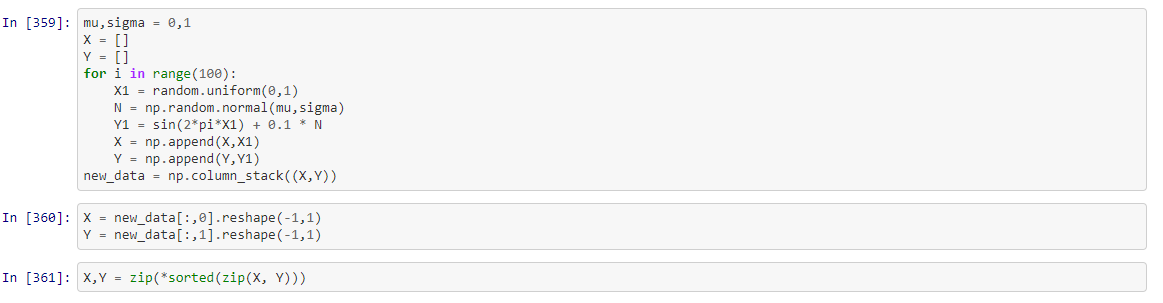 In [359]: mu,sigma = 0,1
X = []
Y = []
for i in range(100):
    X1 = random.uniform(0,1)
    N = np.random.normal(mu,sigma)
    Y1 = sin(2*pi*X1) + 0.1 * N
    X = np.append(X,X1)
    Y = np.append(Y,Y1)
new_data = np.column_stack((X,Y))
In [360]: X = new_data[:,0].reshape(-1,1)
Y = new_data[:,1].reshape(-1,1)
In [361]: X,Y = zip(*sorted(zip(X, Y)))